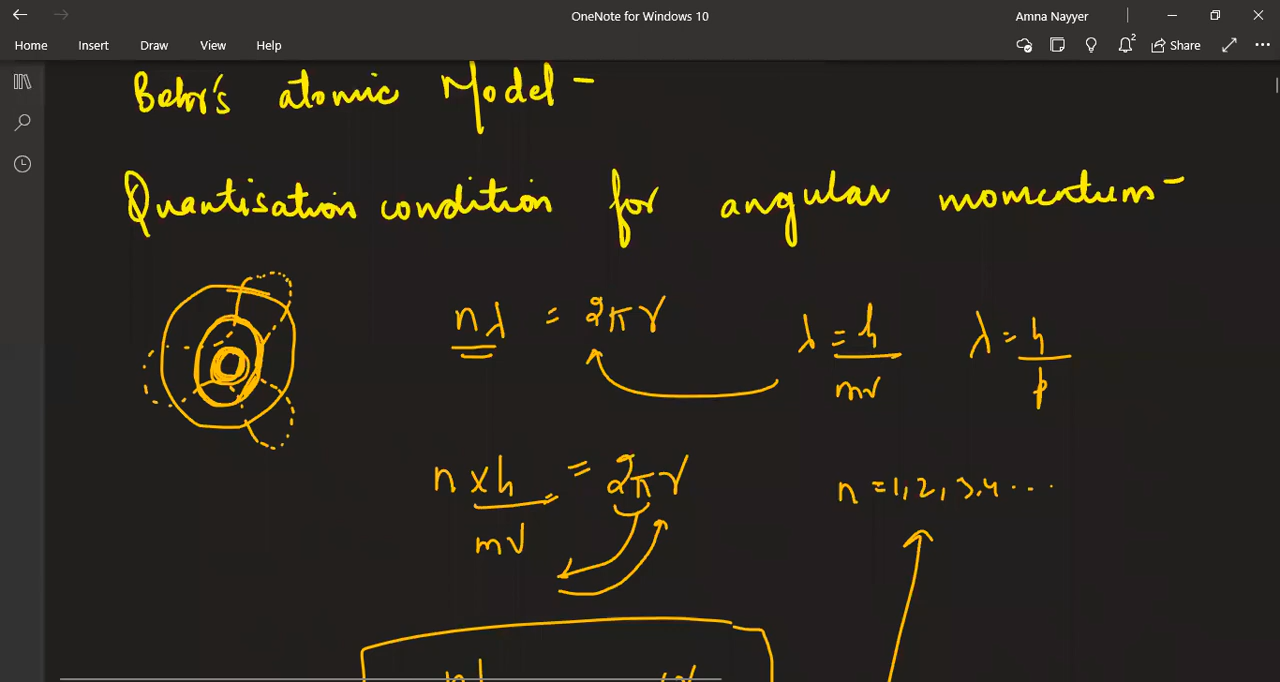 OneNote for Windows 10
Amna Nayyer
Home Insert Draw View Help
2 Share
Bohr's atomic Model -
Quantisation condition for angular momentum -
nλ = 2πr
λ = h/mv
λ = h/p
n x h/mv = 2πr
n = 1, 2, 3, 4 ...